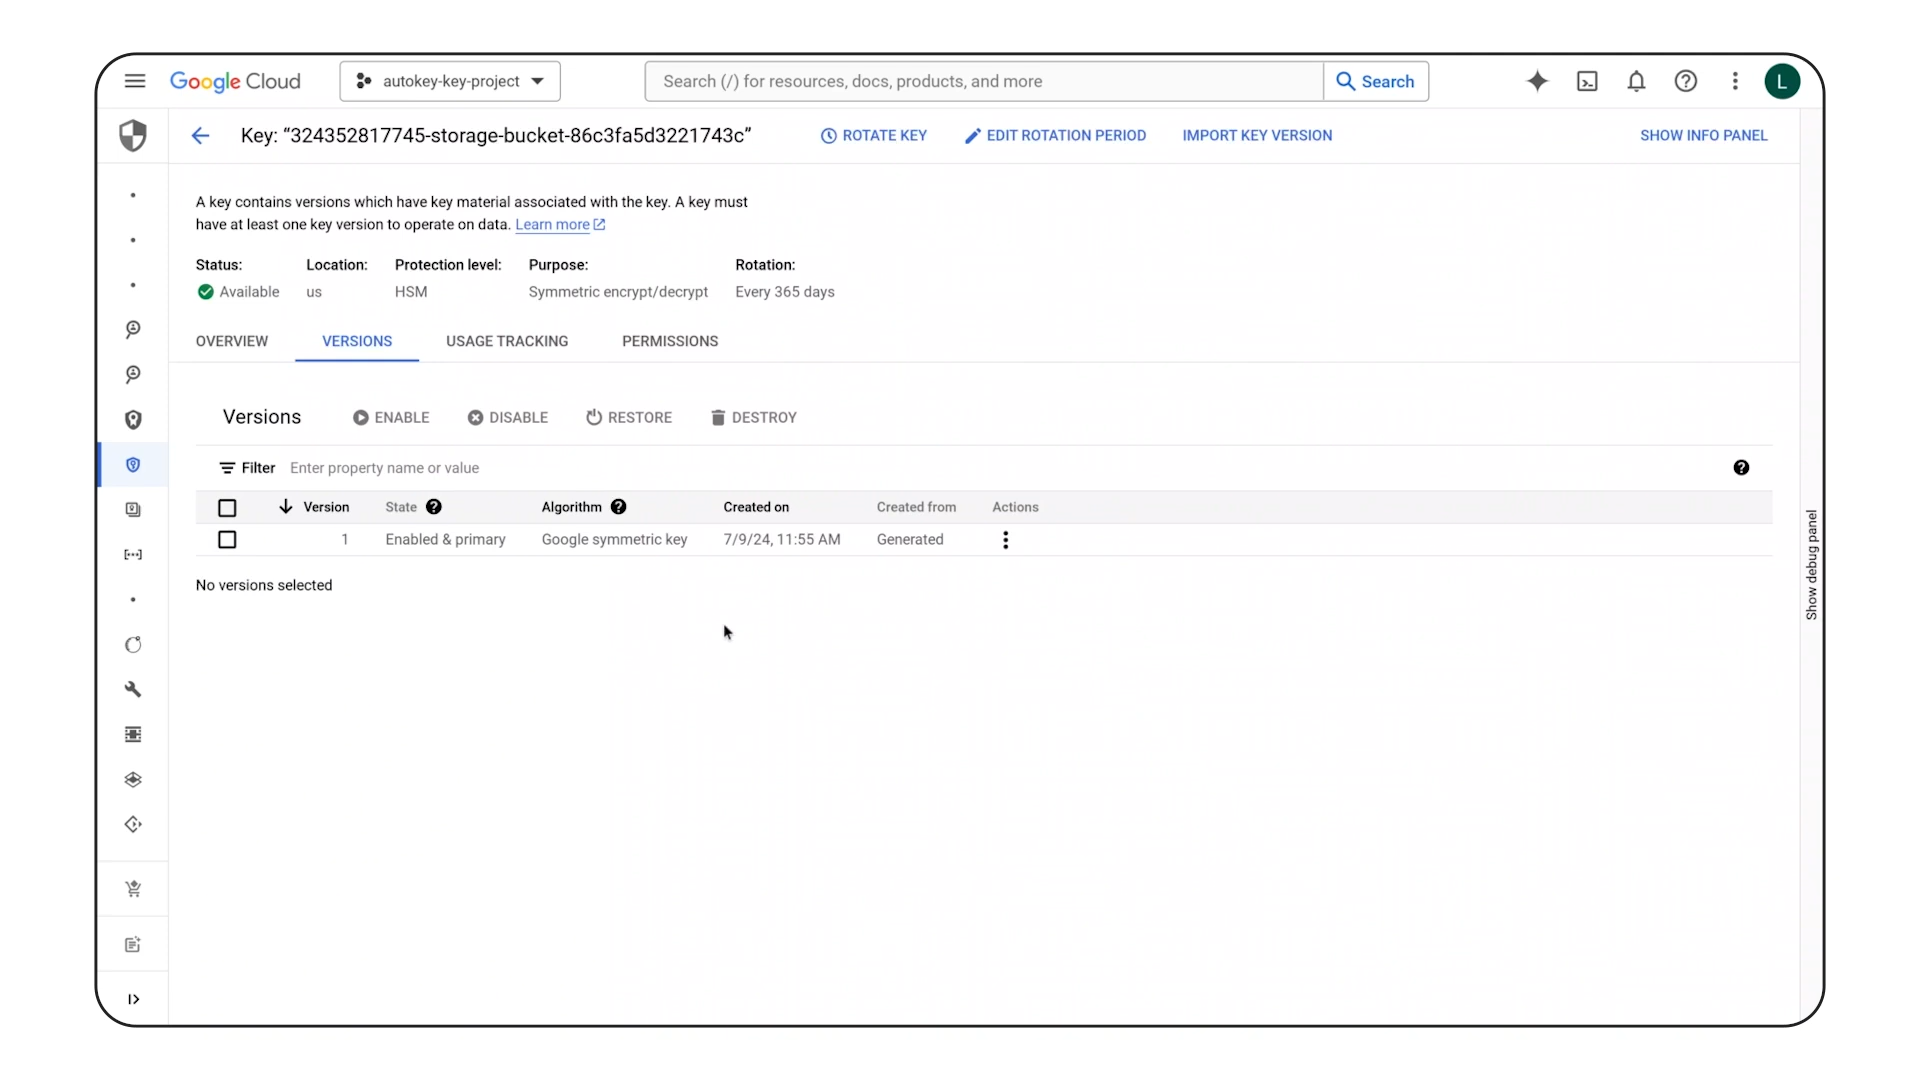 Google Cloud
autokey-key-project
Search (/) for resources, docs, products, and more
Search
L
Key: “324352817745-storage-bucket-86c3fa5d3221743c”
ROTATE KEY
EDIT ROTATION PERIOD
IMPORT KEY VERSION
SHOW INFO PANEL
A key contains versions which have key material associated with the key. A key must
have at least one key version to operate on data. Learn more
Status: Location: Protection level: Purpose: Rotation:
Available us HSM Symmetric encrypt/decrypt Every 365 days
OVERVIEW VERSIONS USAGE TRACKING PERMISSIONS
Versions ENABLE DISABLE RESTORE DESTROY
Filter Enter property name or value
Version State Algorithm Created on Created from Actions
1 Enabled & primary Google symmetric key 7/9/24, 11:55 AM Generated
No versions selected
Show debug panel